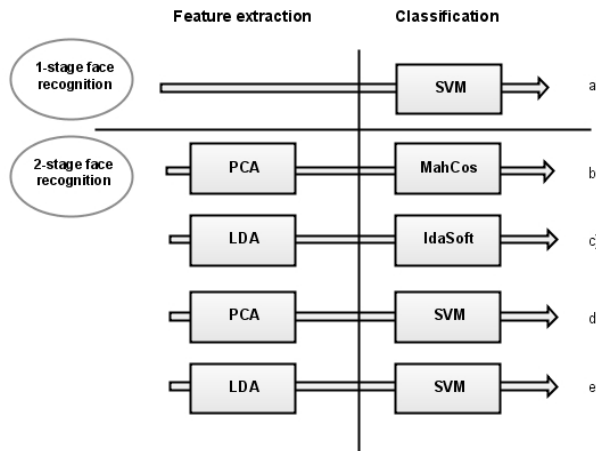 Feature extraction Classification
1-stage face
recognition
SVM
a
2-stage face
recognition
PCA MahCos
b
LDA ldaSoft
c)
PCA SVM
d
LDA SVM
e